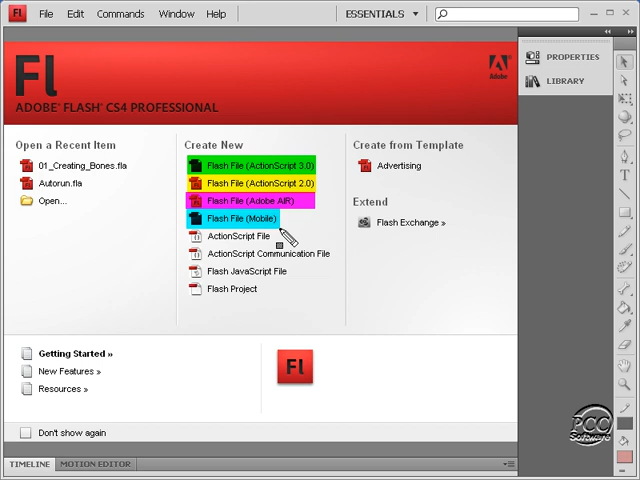 Fl File Edit Commands Window Help ESSENTIALS
PROPERTIES
LIBRARY
Fl
Adobe
ADOBE® FLASH® CS4 PROFESSIONAL
Open a Recent Item
01_Creating_Bones.fla
Autorun.fla
Open...
Create New
Flash File (ActionScript 3.0)
Flash File (ActionScript 2.0)
Flash File (Adobe AIR)
Flash File (Mobile)
ActionScript File
ActionScript Communication File
Flash JavaScript File
Flash Project
Create from Template
Advertising
Extend
Flash Exchange »
Getting Started »
New Features »
Resources »
Fl
Don't show again
PCC
Software
TIMELINE MOTION EDITOR